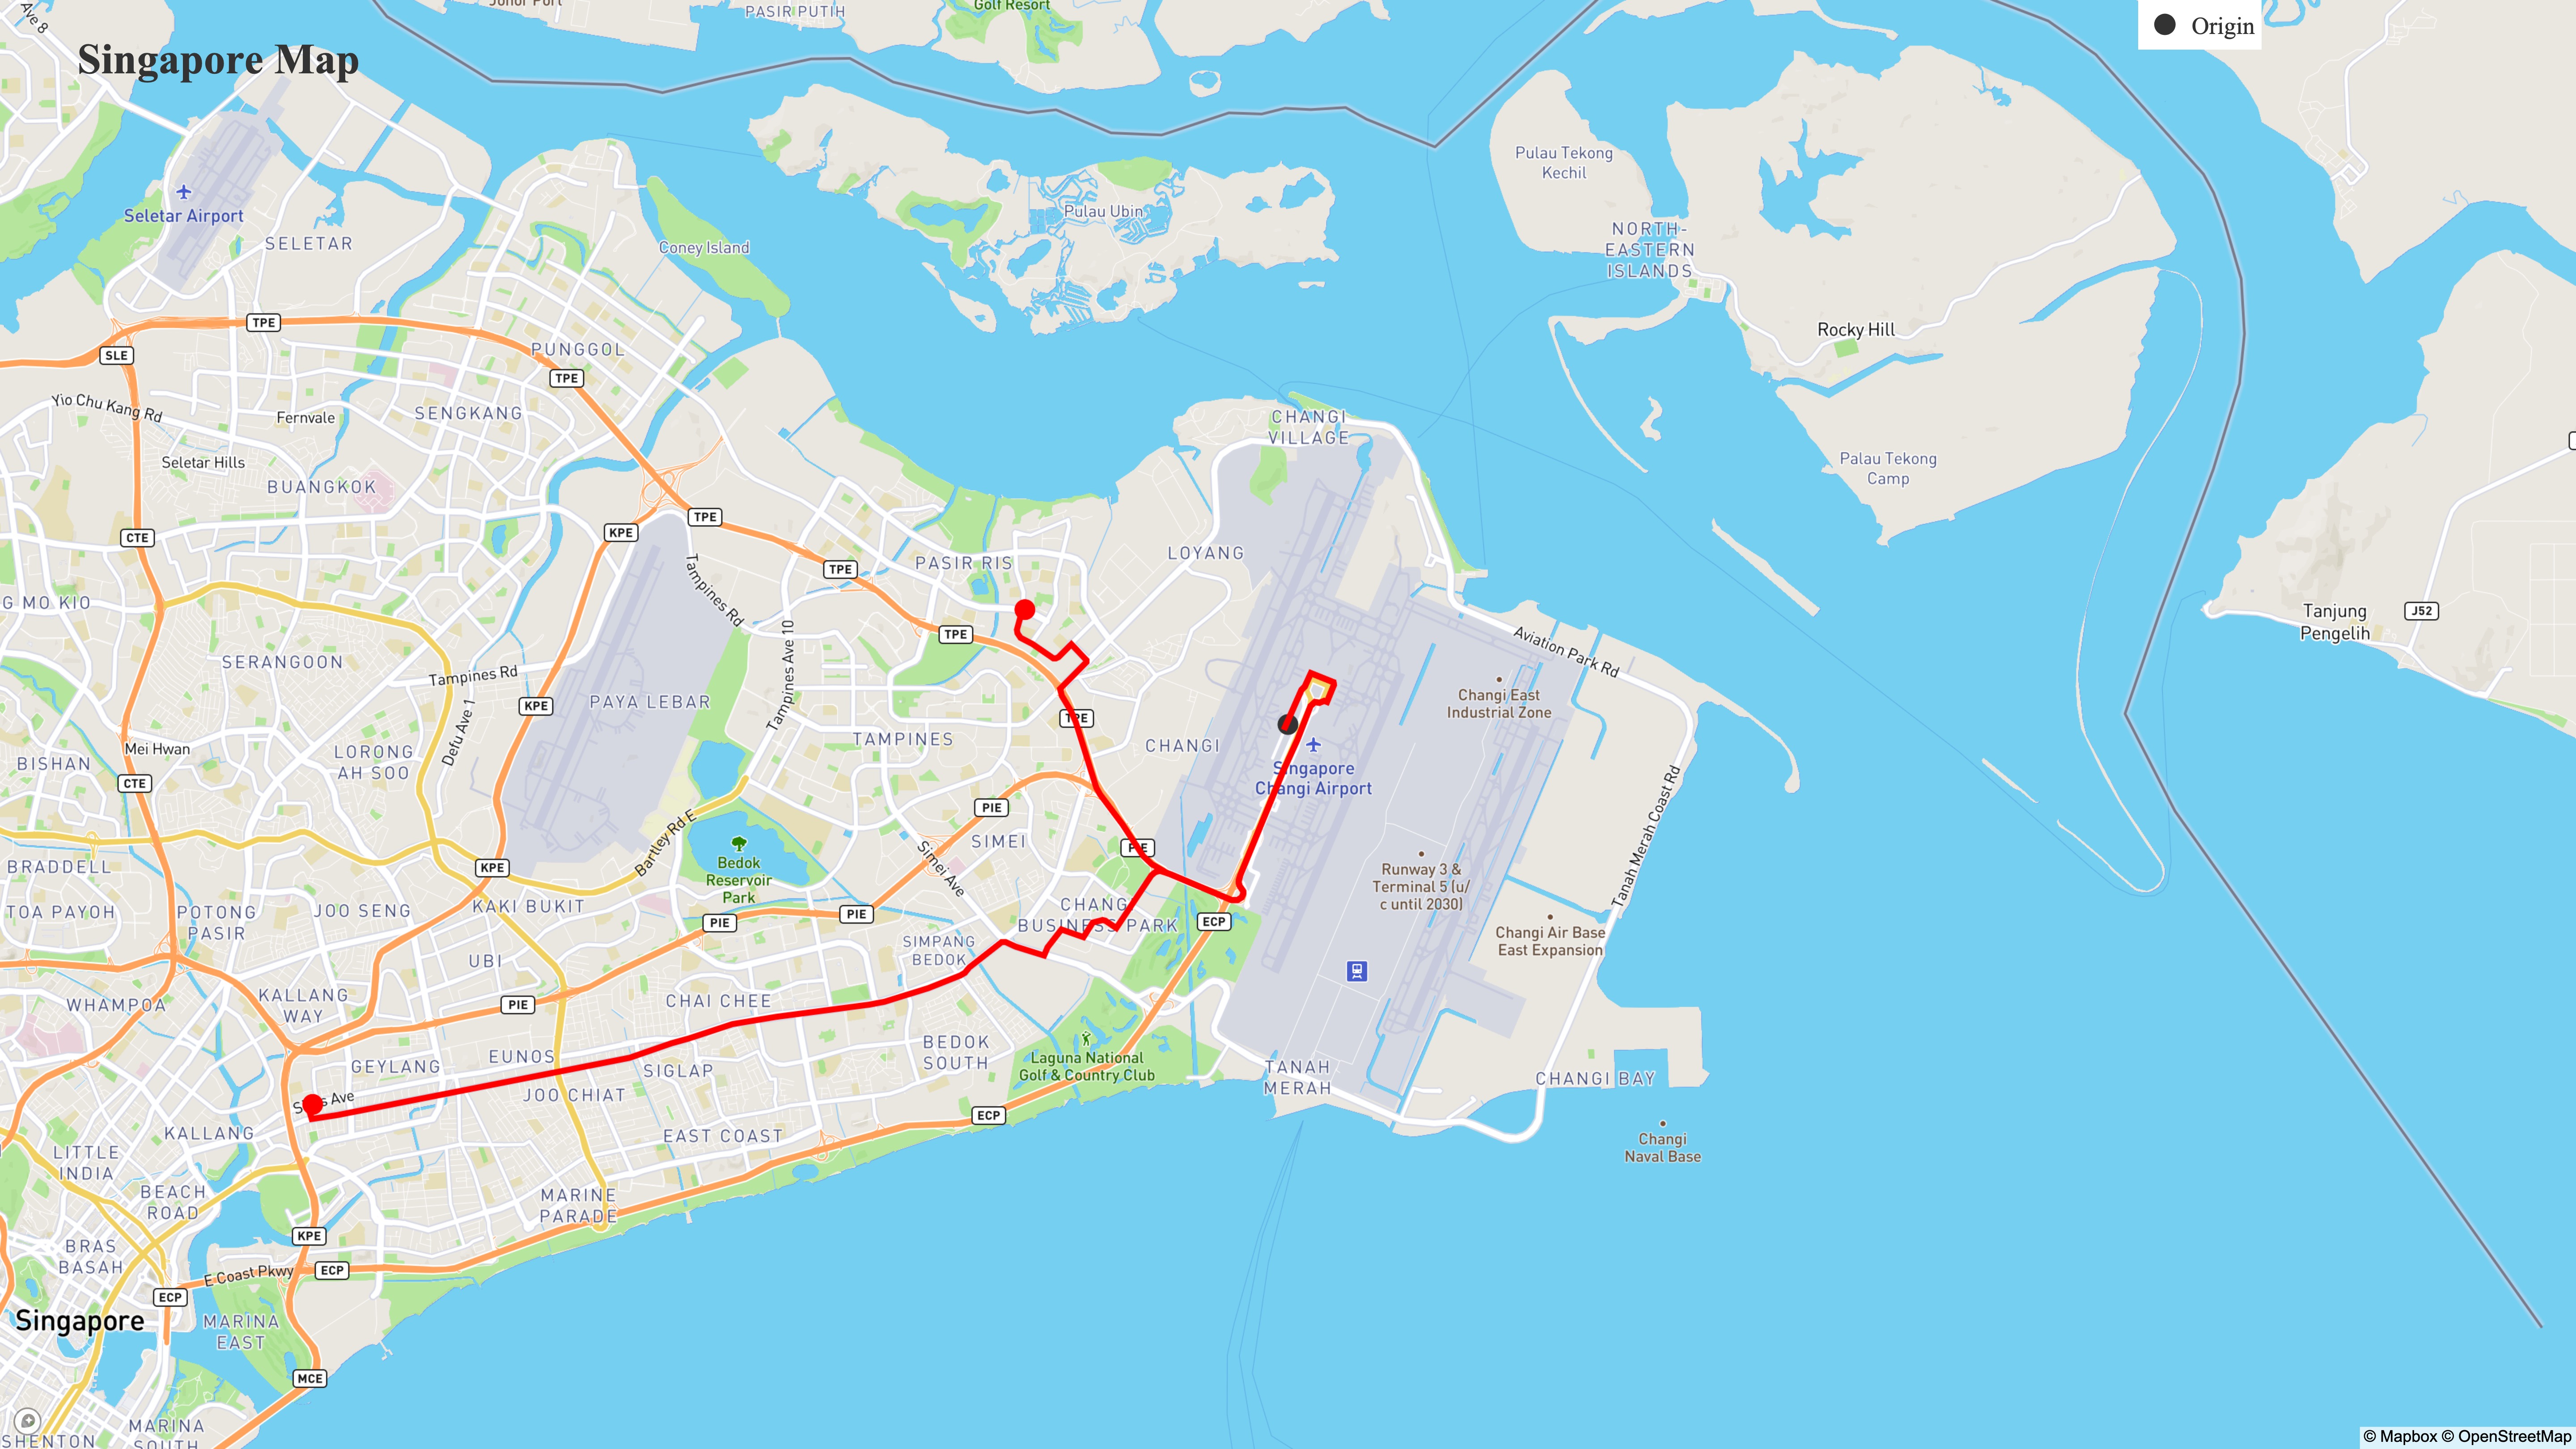 Singapore Map
Origin
Ave 8
Johor Port
PASIR PUTIH
Golf Resort
Pulau Tekong
Kechil
Seletar Airport
SELETAR
Coney Island
Pulau Ubin
NORTH-
EASTERN
ISLANDS
TPE
SLE
Rocky Hill
PUNGGOL
TPE
Yio Chu Kang Rd
Fernvale
SENGKANG
CHANGI
VILLAGE
Seletar Hills
BUANGKOK
Palau Tekong
Camp
TPE
KPE
CTE
LOYANG
PASIR RIS
TPE
Tampines Rd
G MO KIO
TPE
Tanjung
Pengelih
J52
Aviation Park Rd
SERANGOON
Tampines Rd
Tampines Ave 10
PAYA LEBAR
KPE
Defu Ave 1
Changi East
Industrial Zone
TPE
TAMPINES
CHANGI
Mei Hwan
LORONG
AH SOO
BISHAN
CTE
Singapore
Changi Airport
PIE
Tanah Merah Coast Rd
Bartley Rd E
SIMEI
PIE
BRADDELL
KPE
Bedok
Reservoir
Park
Simei Ave
Runway 3 &
Terminal 5 (u/
c until 2030)
TOA PAYOH
POTONG
PASIR
JOO SENG
KAKI BUKIT
PIE
PIE
CHANGI
BUSINESS PARK
ECP
Changi Air Base
East Expansion
SIMPANG
BEDOK
UBI
WHAMPOA
KALLANG
WAY
PIE
CHAI CHEE
GEYLANG
EUNOS
SIGLAP
BEDOK
SOUTH
Laguna National
Golf & Country Club
TANAH
MERAH
CHANGI BAY
Sims Ave
JOO CHIAT
ECP
KALLANG
EAST COAST
Changi
Naval Base
LITTLE
INDIA
BEACH
ROAD
MARINE
PARADE
KPE
BRAS
BASAH
E Coast Pkwy
ECP
ECP
Singapore
MARINA
EAST
MCE
MARINA
SOUTH
SHENTON
© Mapbox © OpenStreetMap